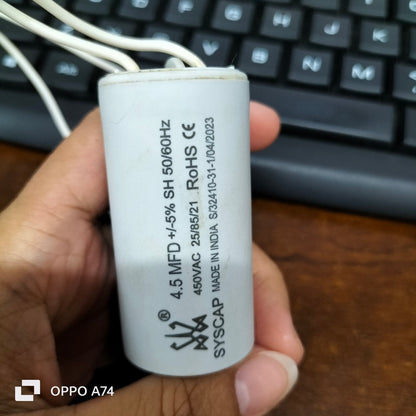 4.5 MFD +/-5% SH 50/60Hz
450VAC 25/85/21 RoHS CE
SYSCAP MADE IN INDIA S/32410-31-1/04/2023
®
OPPO A74
Z
X
C
V
B
N
M
F
G
H
J
K